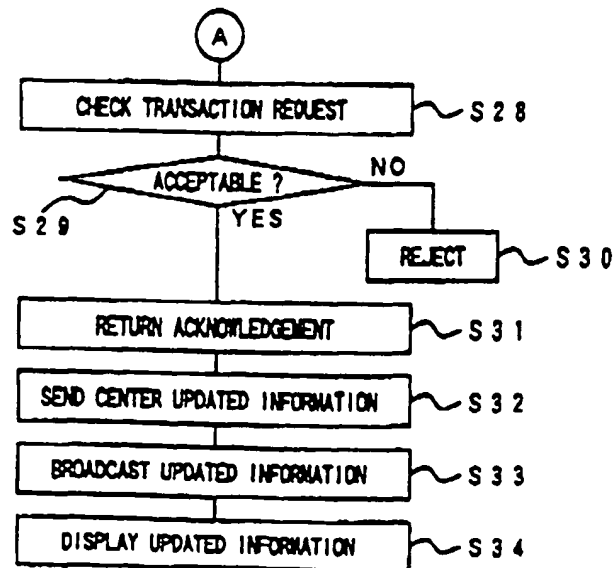 A
CHECK TRANSACTION REQUEST
S28
ACCEPTABLE ?
NO
S29
YES
REJECT
S30
RETURN ACKNOWLEDGEMENT
S31
SEND CENTER UPDATED INFORMATION
S32
BROADCAST UPDATED INFORMATION
S33
DISPLAY UPDATED INFORMATION
S34